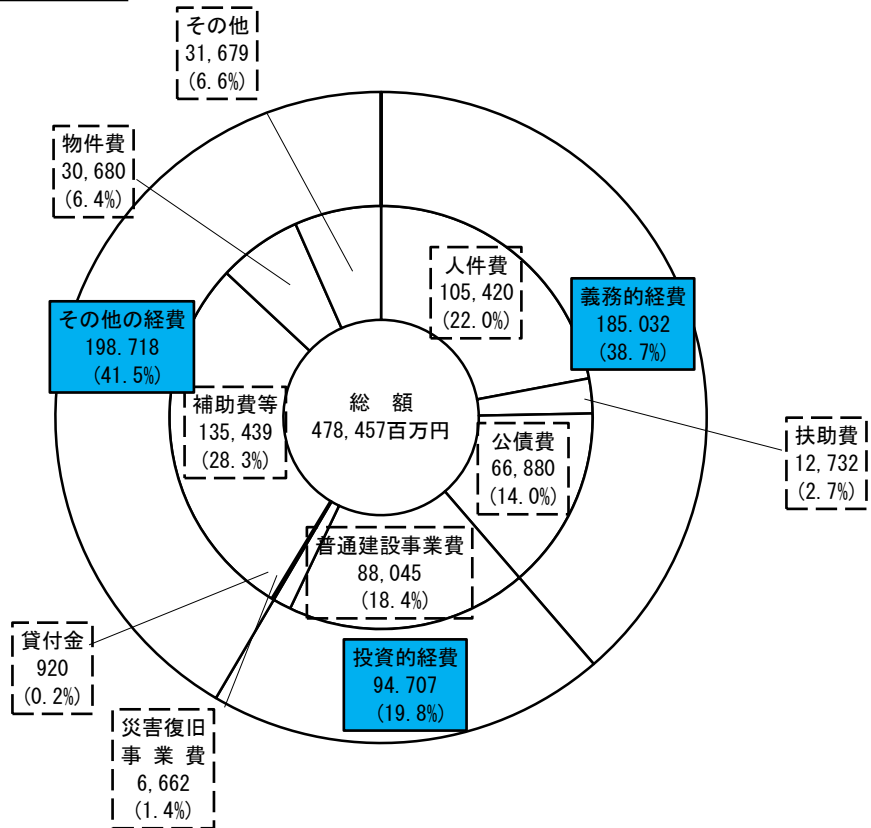 その他
31,679
(6.6%)
物件費
30,680
(6.4%)
人件費
105,420
(22.0%)
義務的経費
185.032
(38.7%)
その他の経費
198.718
(41.5%)
補助費等
135,439
(28.3%)
総　額
478,457百万円
公債費
66,880
(14.0%)
扶助費
12,732
(2.7%)
普通建設事業費
88,045
(18.4%)
貸付金
920
(0.2%)
投資的経費
94.707
(19.8%)
災害復旧
事 業 費
6,662
(1.4%)